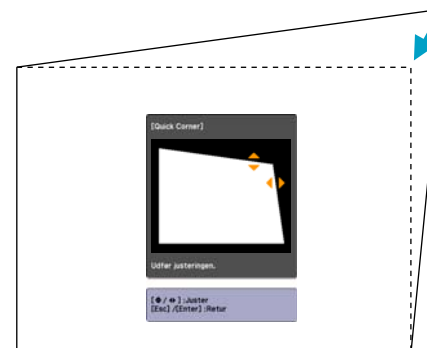 [Quick Corner]
Udfør justeringen.
[ / ] :Juster
[Esc] /[Enter] :Retur